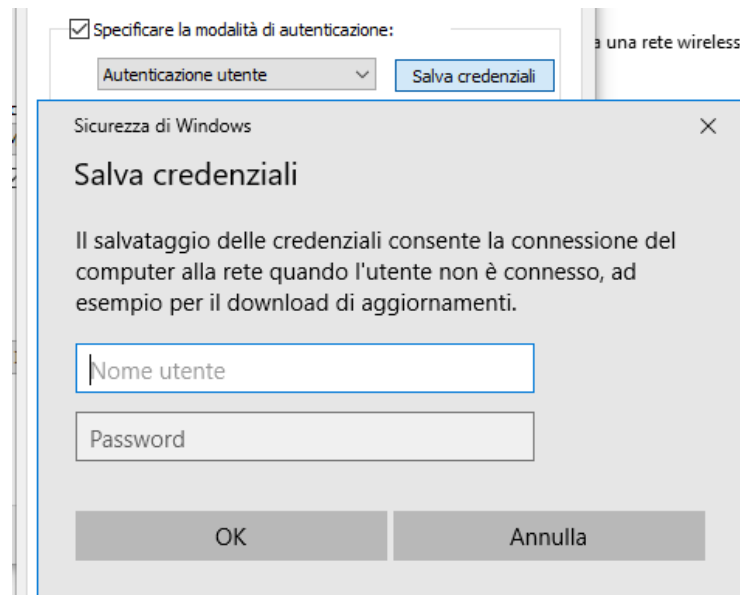 Specificare la modalità di autenticazione:
a una rete wireless
Autenticazione utente
Salva credenziali
Sicurezza di Windows
Salva credenziali
Il salvataggio delle credenziali consente la connessione del
computer alla rete quando l'utente non è connesso, ad
esempio per il download di aggiornamenti.
Nome utente
Password
OK
Annulla